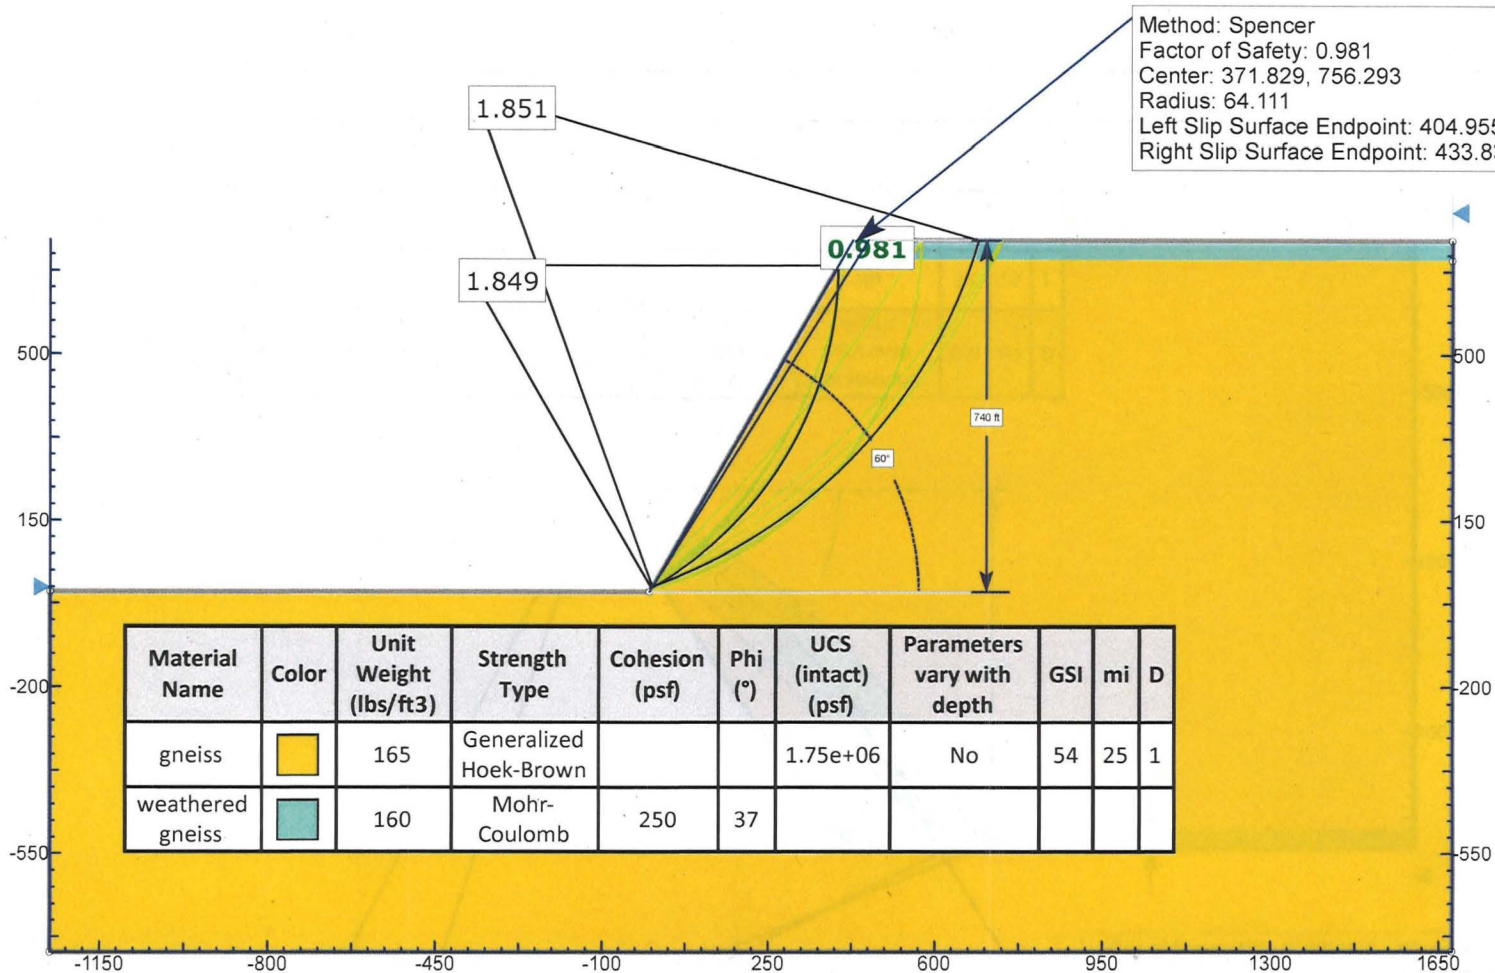 Method: Spencer
Factor of Safety: 0.981
Center: 371.829, 756.293
Radius: 64.111
Left Slip Surface Endpoint: 404.955
Right Slip Surface Endpoint: 433.83
1.851
0.981
1.849
500
500
740 ft
60°
150
150
Material Name Color Unit Weight (lbs/ft3) Strength Type Cohesion (psf) Phi (°) UCS (intact) (psf) Parameters vary with depth GSI mi D
gneiss 165 Generalized Hoek-Brown 1.75e+06 No 54 25 1
weathered gneiss 160 Mohr-Coulomb 250 37
-200
-200
-550
-550
-1150 -800 -450 -100 250 600 950 1300 1650